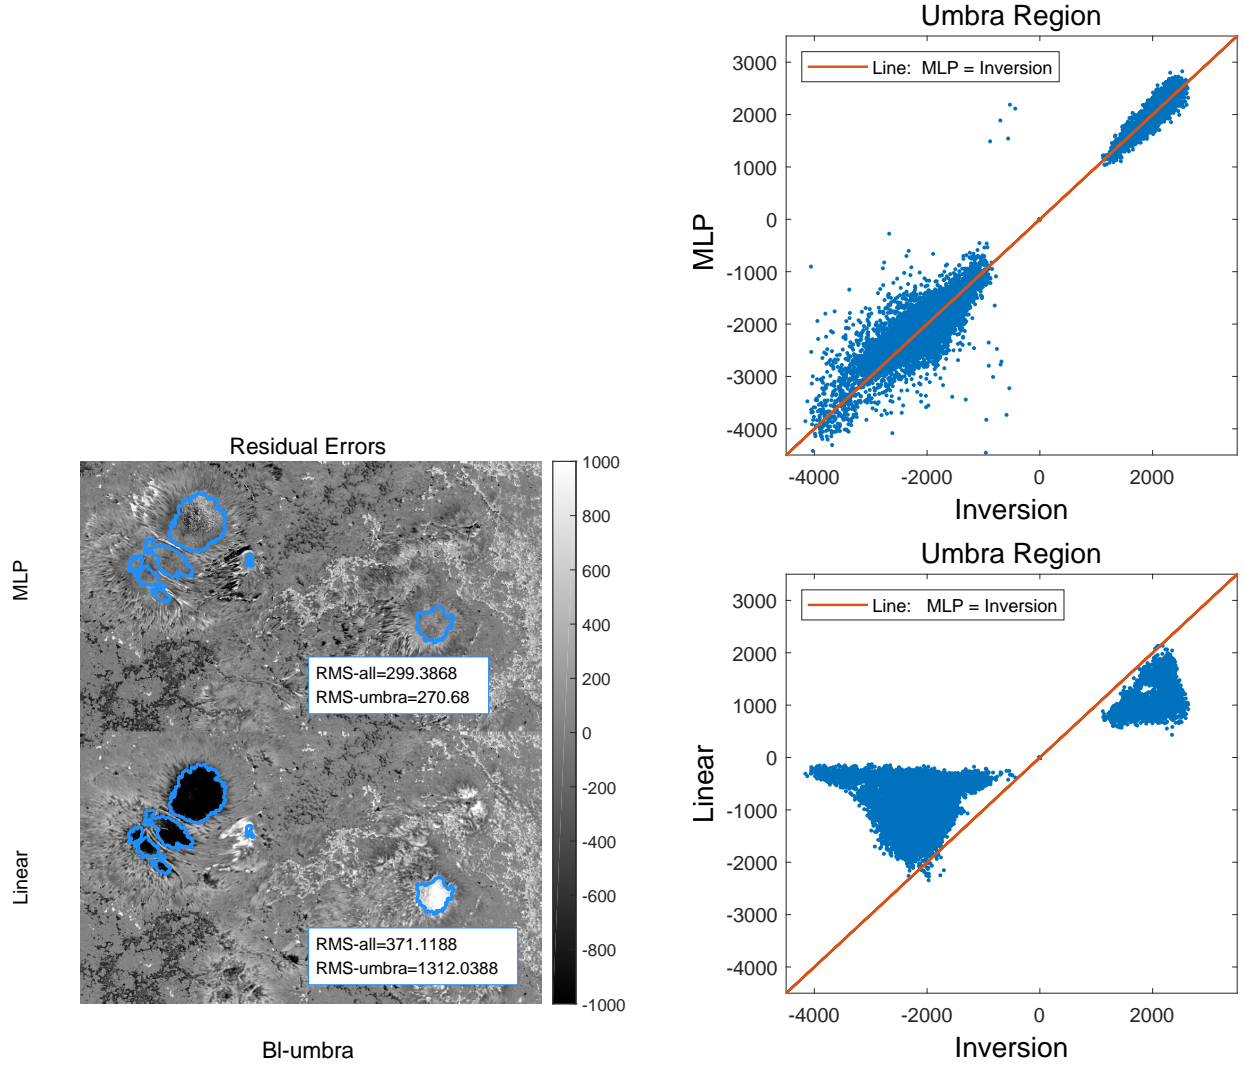 Umbra Region
Line: MLP = Inversion
3000
2000
1000
0
-1000
-2000
-3000
-4000
MLP
-4000 -2000 0 2000
Inversion
Residual Errors
MLP
RMS-all=299.3868
RMS-umbra=270.68
Linear
RMS-all=371.1188
RMS-umbra=1312.0388
1000
800
600
400
200
0
-200
-400
-600
-800
-1000
Bl-umbra
Umbra Region
Line: MLP = Inversion
3000
2000
1000
0
-1000
-2000
-3000
-4000
Linear
-4000 -2000 0 2000
Inversion